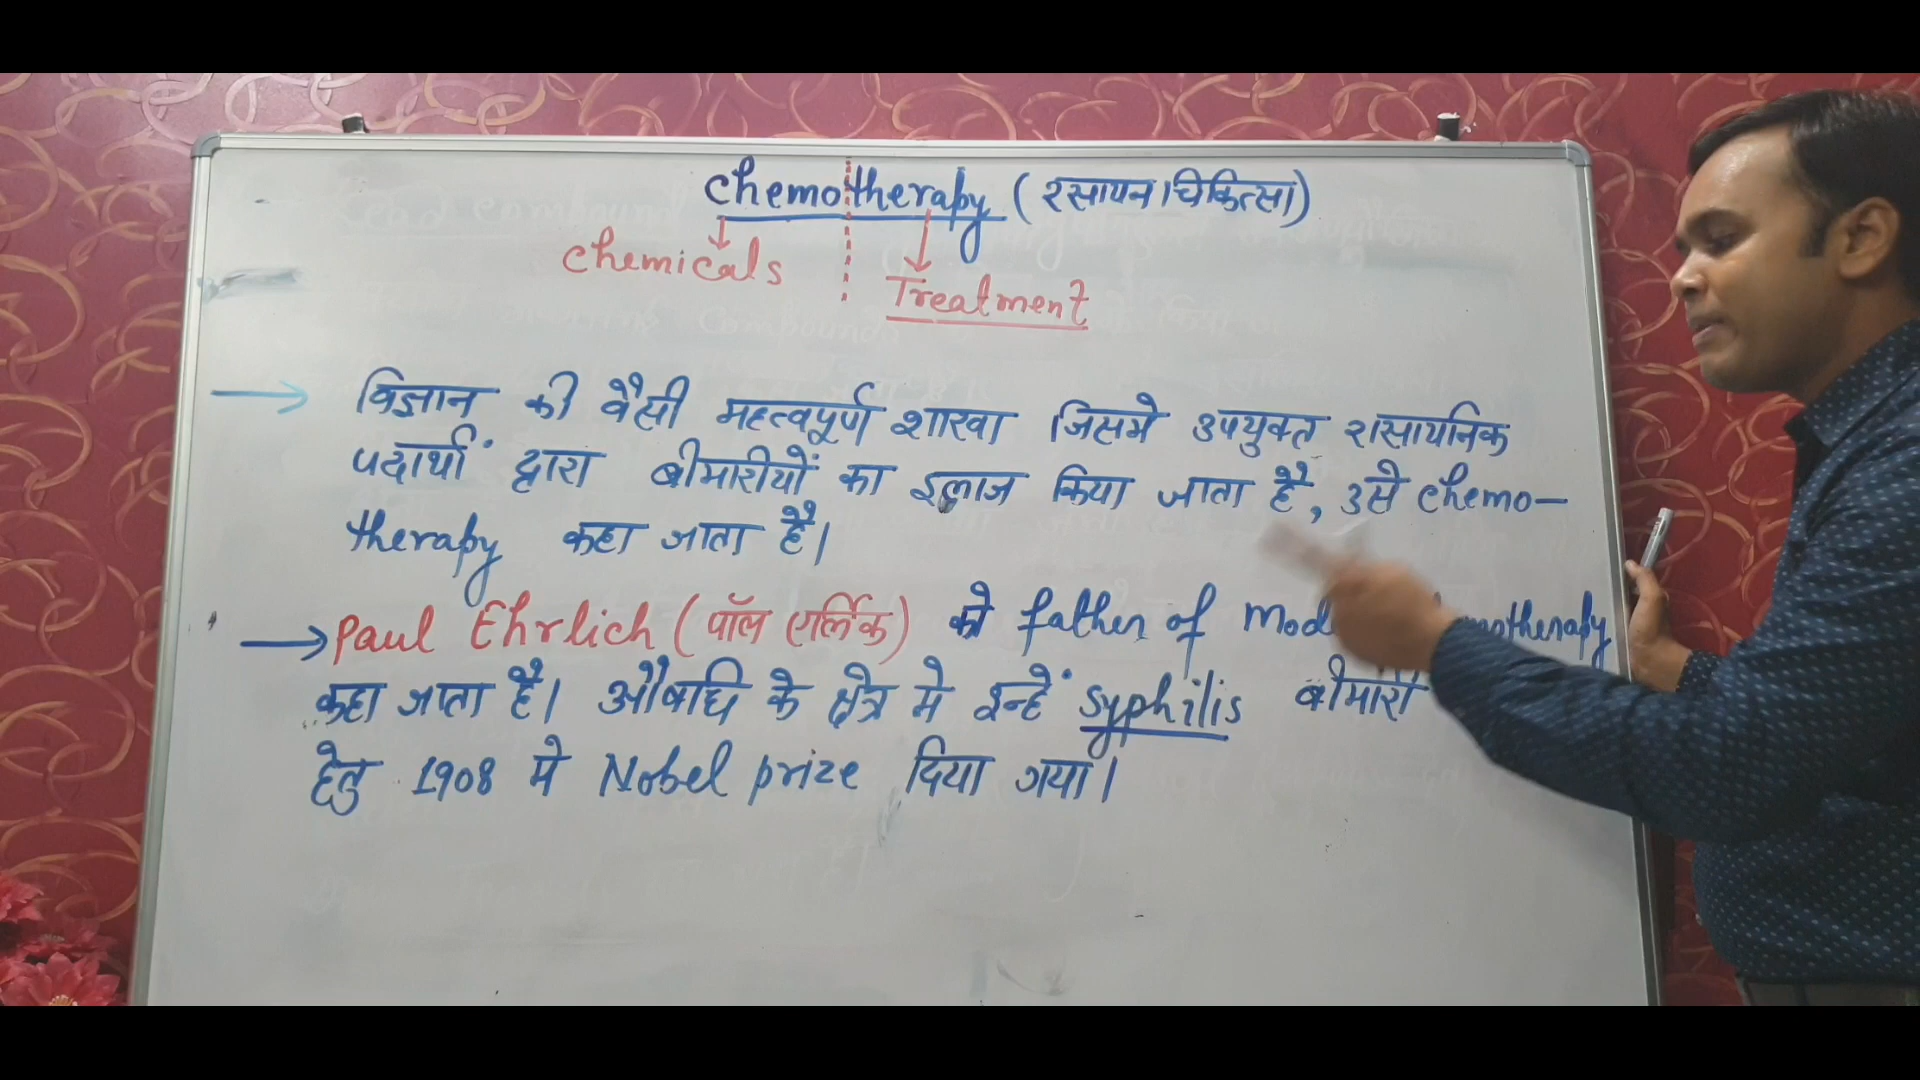 chemotherapy (रसायन चिकित्सा)
chemicals
Treatment
विज्ञान की वैसी महत्वपूर्ण शाखा जिसमे उपयुक्त रासायनिक
पदार्थों द्वारा बीमारीयों का इलाज किया जाता है, उसे chemo-
therapy कहा जाता है।
Paul Ehrlich (पॉल एर्लिक) को father of
कहा जाता है। औषधि के क्षेत्र मे इन्हें syphilis बीमारी
हेतु 1908 मे Nobel prize दिया गया।